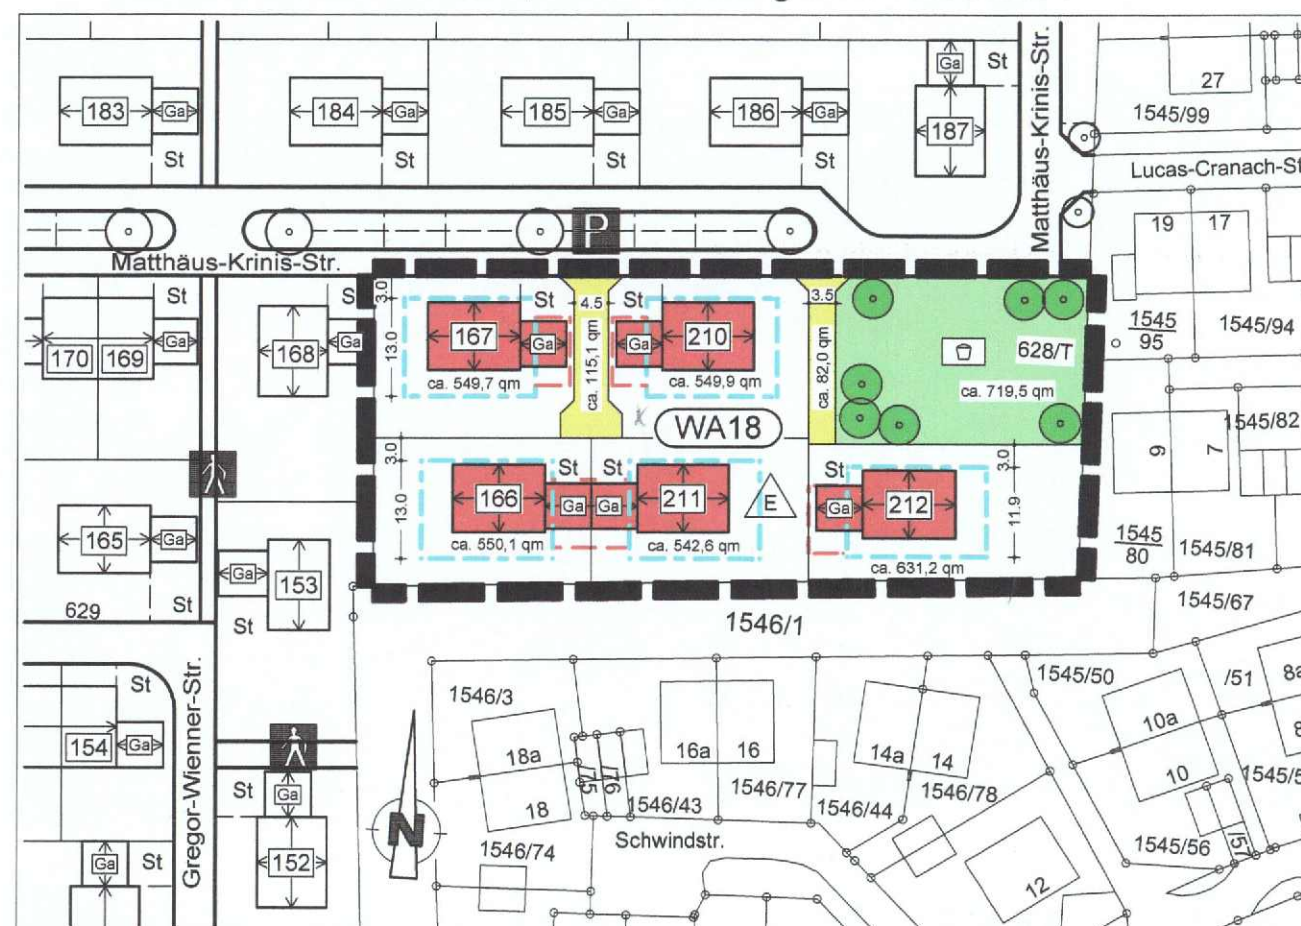 183
Ga
St
184
Ga
St
185
Ga
St
186
Ga
St
Ga
St
187
Matthäus-Krinis-Str.
27
1545/99
Lucas-Cranach-St
P
Matthäus-Krinis-Str.
19
17
1545
95
1545/94
St
170
169
Ga
S
168
Ga
3.0
13.0
167
St
Ga
ca. 549,7 qm
4.5
ca. 115,1 qm
St
Ga
210
ca. 549,9 qm
3.5
ca. 82,0 qm
628/T
ca. 719,5 qm
WA18
9
7
1545/82
1545
80
1545/81
3.0
13.0
166
St
St
Ga
Ga
211
ca. 550,1 qm
ca. 542,6 qm
E
St
Ga
212
ca. 631,2 qm
3.0
11.9
165
Ga
St
629
Ga
153
St
1546/1
1545/67
Gregor-Wienner-Str.
St
154
Ga
St
Ga
152
Ga
St
N
1546/3
18a
18
/75
/76
1546/43
16a
16
1546/77
14a
14
1546/44
1546/78
1545/50
/51
8a
8
10a
10
1545/5
1545/56
/57
12
1546/74
Schwindstr.